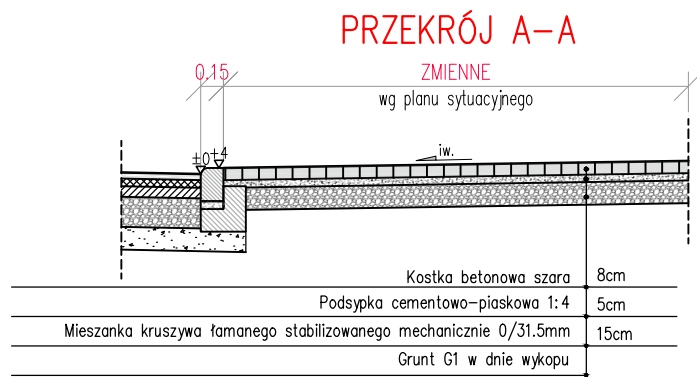 PRZEKRÓJ A-A
0.15 ZMIENNE
wg planu sytuacyjnego
±0 +4 iw.
Kostka betonowa szara 8cm
Podsypka cementowo-piaskowa 1:4 5cm
Mieszanka kruszywa łamanego stabilizowanego mechanicznie 0/31.5mm 15cm
Grunt G1 w dnie wykopu